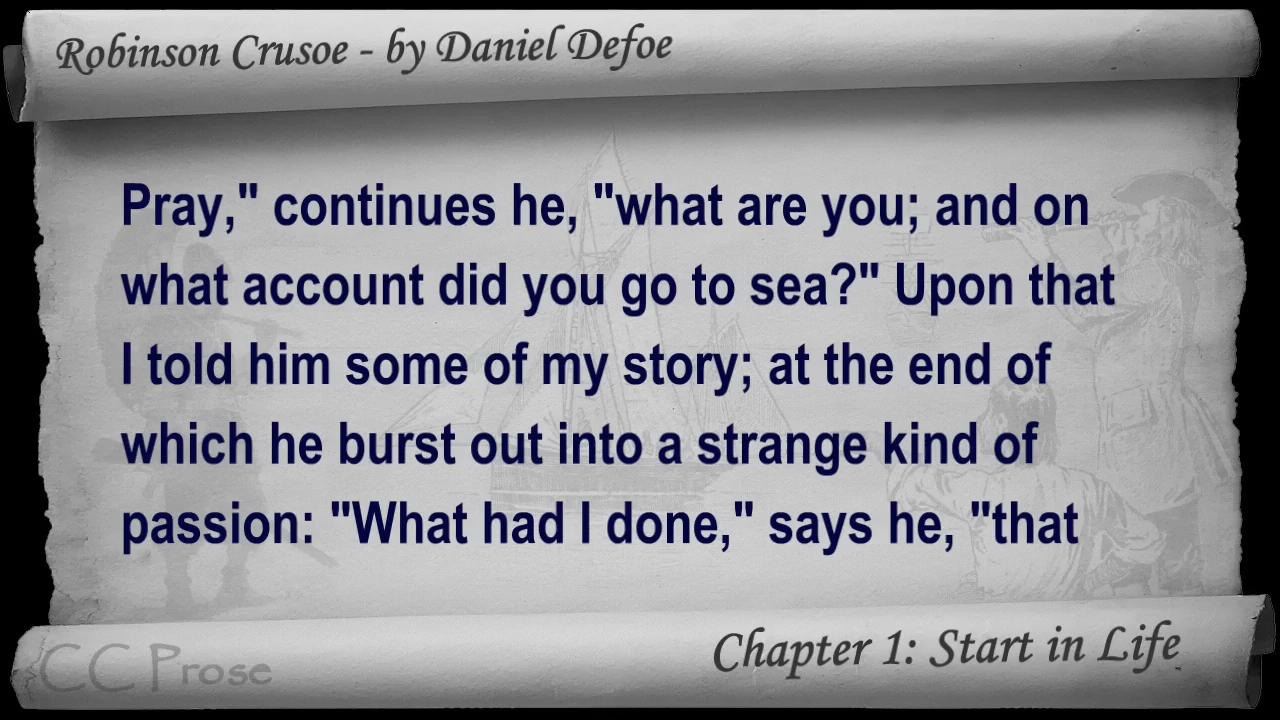 Robinson Crusoe - by Daniel Defoe
Pray," continues he, "what are you; and on
what account did you go to sea?" Upon that
I told him some of my story; at the end of
which he burst out into a strange kind of
passion: "What had I done," says he, "that
Chapter 1: Start in Life
CC Prose